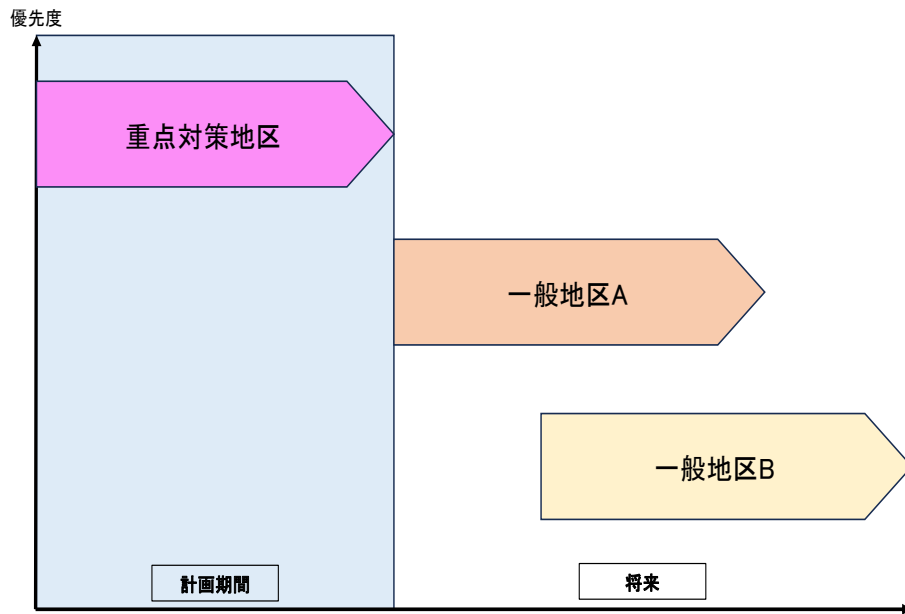 優先度
重点対策地区
一般地区A
一般地区B
計画期間
将来